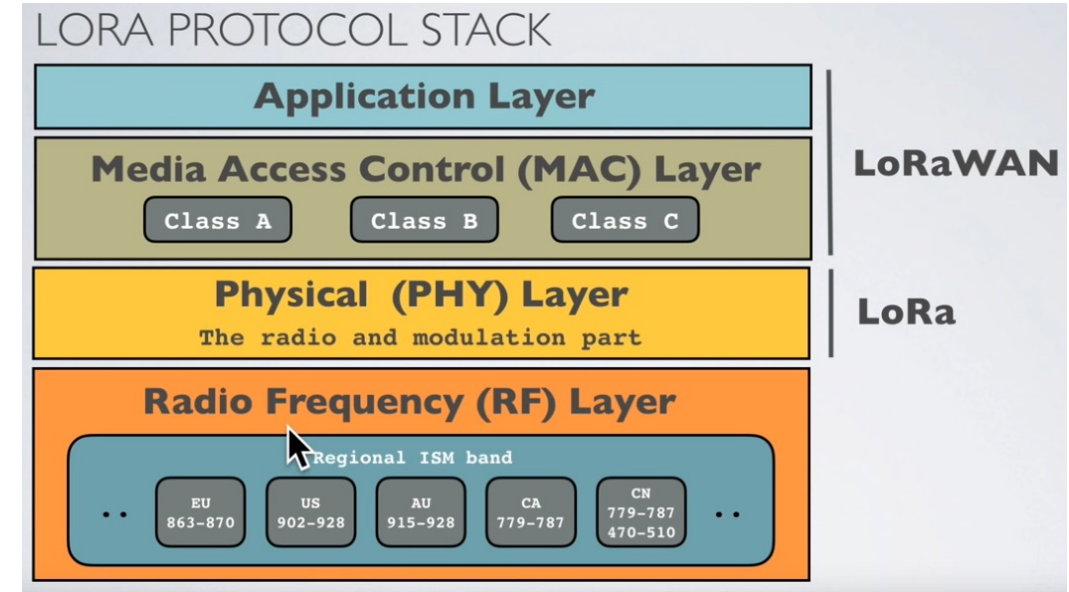 LORA PROTOCOL STACK
Application Layer
LoRaWAN
Media Access Control (MAC) Layer
Class A
Class B
Class C
Physical (PHY) Layer
The radio and modulation part
LoRa
Radio Frequency (RF) Layer
Regional ISM band
..
EU
863-870
US
902-928
AU
915-928
CA
779-787
CN
779-787
470-510
..